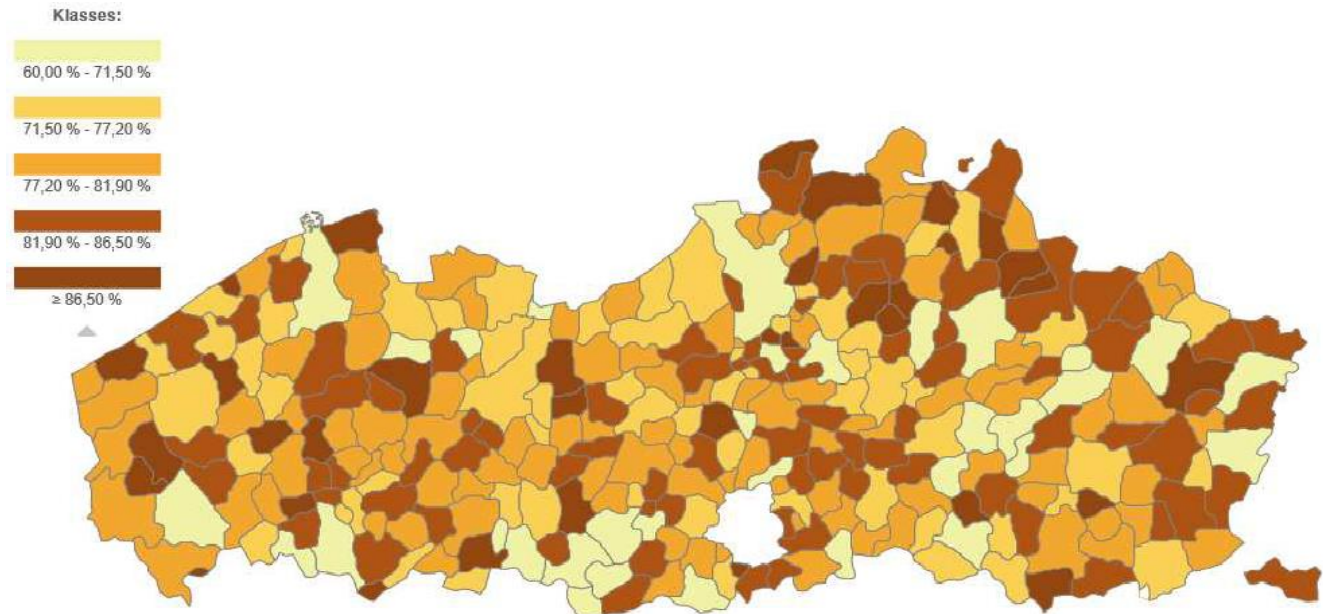 Klasses:
60,00 % - 71,50 %
71,50 % - 77,20 %
77,20 % - 81,90 %
81,90 % - 86,50 %
≥ 86,50 %